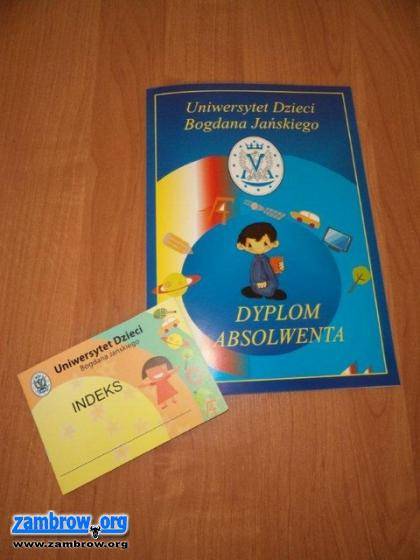 Uniwersytet Dzieci
Bogdana Jańskiego
DYPLOM
ABSOLWENTA
Uniwersytet Dzieci
Bogdana Jańskiego
INDEKS
zambrow.org
www.zambrow.org